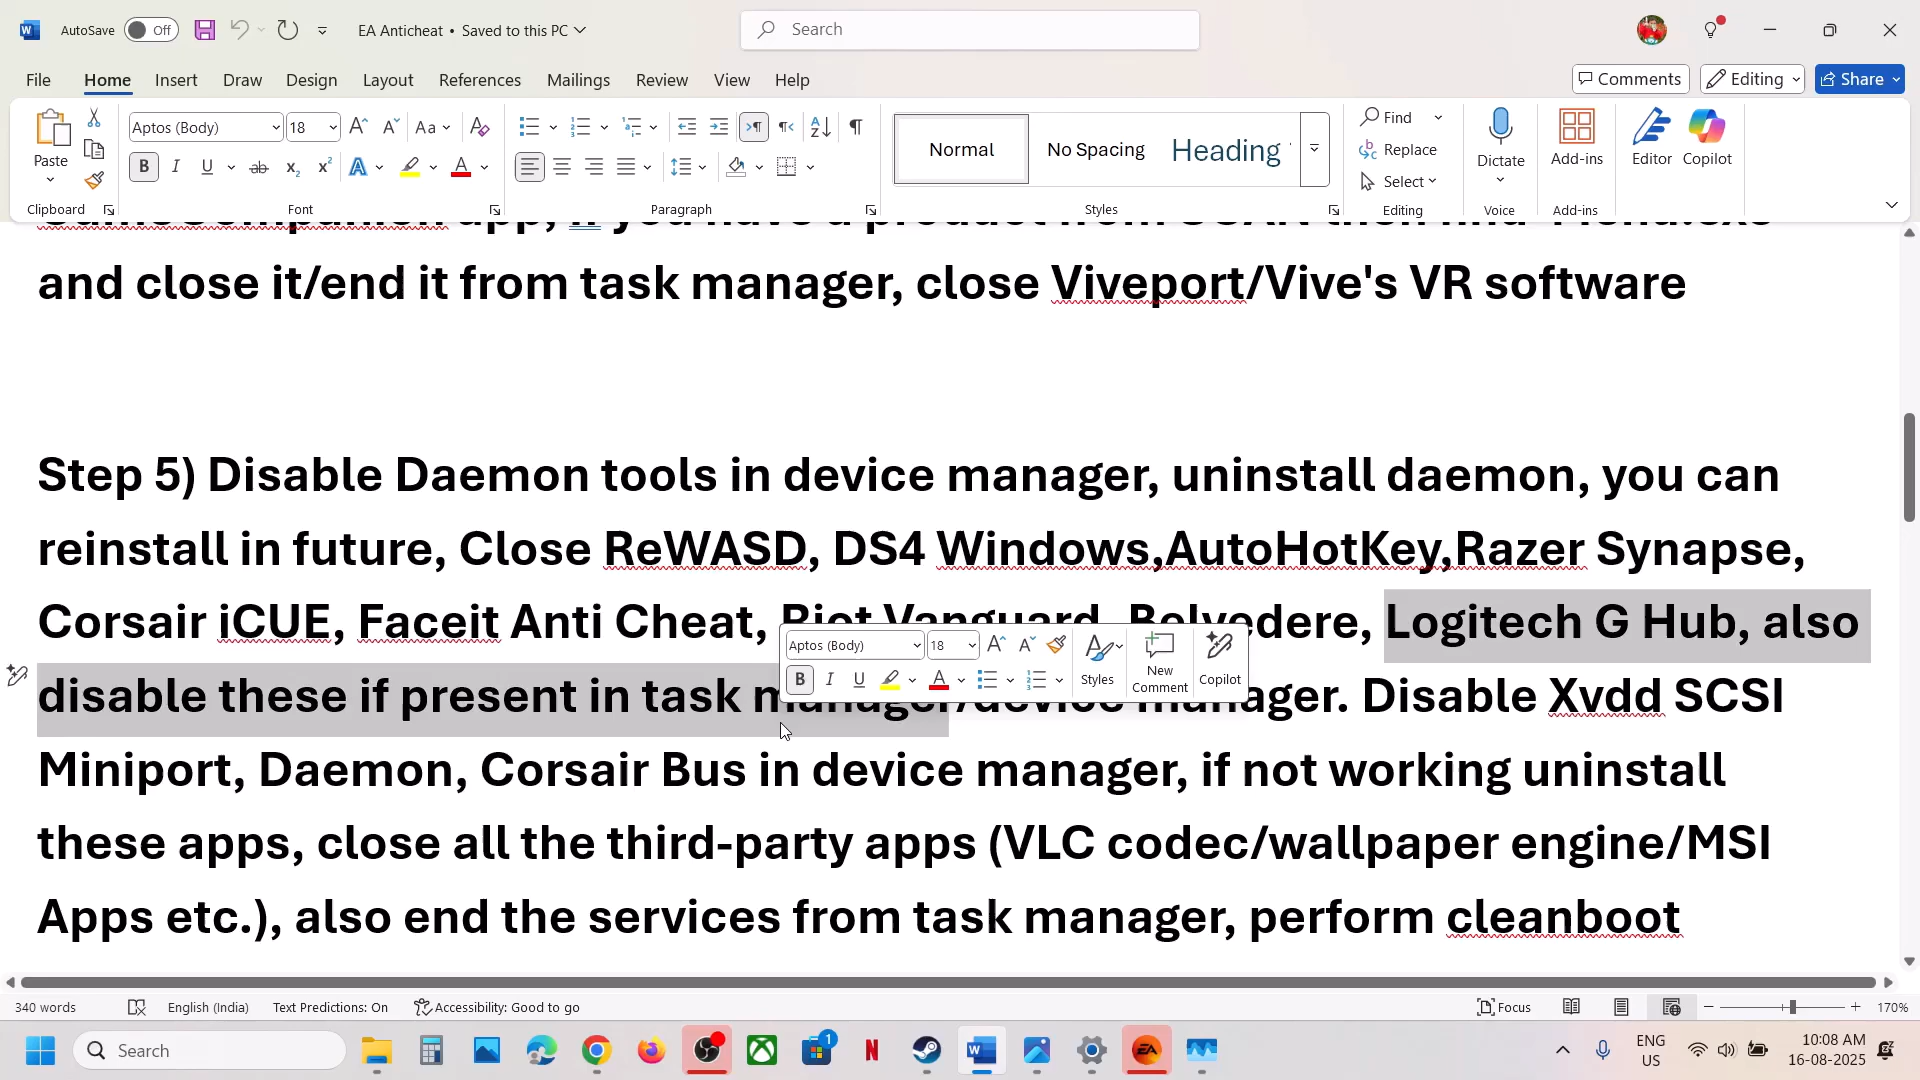 AutoSave Off EA Anticheat • Saved to this PC Search
File Home Insert Draw Design Layout References Mailings Review View Help Comments Editing Share
Paste Aptos (Body) 18 Aa Normal No Spacing Heading Find Replace Select Dictate Add-ins Editor Copilot
Clipboard Font Paragraph Styles Editing Voice Add-ins
and close it/end it from task manager, close Viveport/Vive's VR software
Step 5) Disable Daemon tools in device manager, uninstall daemon, you can
reinstall in future, Close ReWASD, DS4 Windows,AutoHotKey,Razer Synapse,
Corsair iCUE, Faceit Anti Cheat, Riot Vanguard, Belvedere, Logitech G Hub, also
Aptos (Body) 18 Styles New Comment Copilot
disable these if present in task manager/device manager. Disable Xvdd SCSI
Miniport, Daemon, Corsair Bus in device manager, if not working uninstall
these apps, close all the third-party apps (VLC codec/wallpaper engine/MSI
Apps etc.), also end the services from task manager, perform cleanboot
340 words English (India) Text Predictions: On Accessibility: Good to go Focus 170%
Search 1 ENG US 10:08 AM 16-08-2025